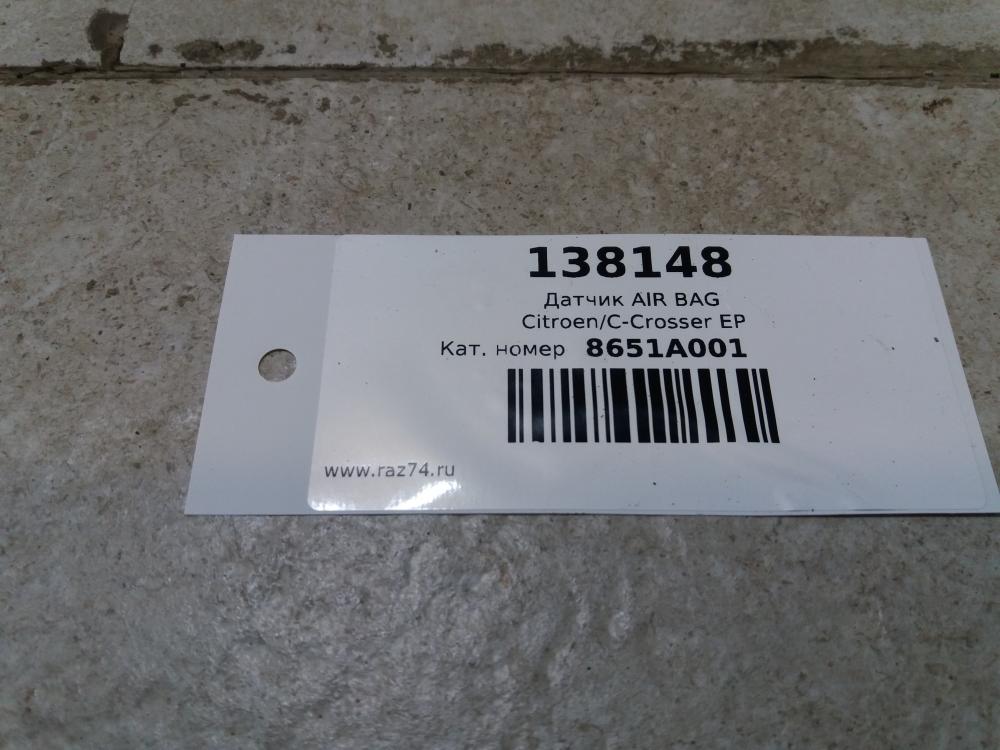 138148
Датчик AIR BAG
Citroen/C-Crosser EP
Кат. номер 8651A001
www.raz74.ru